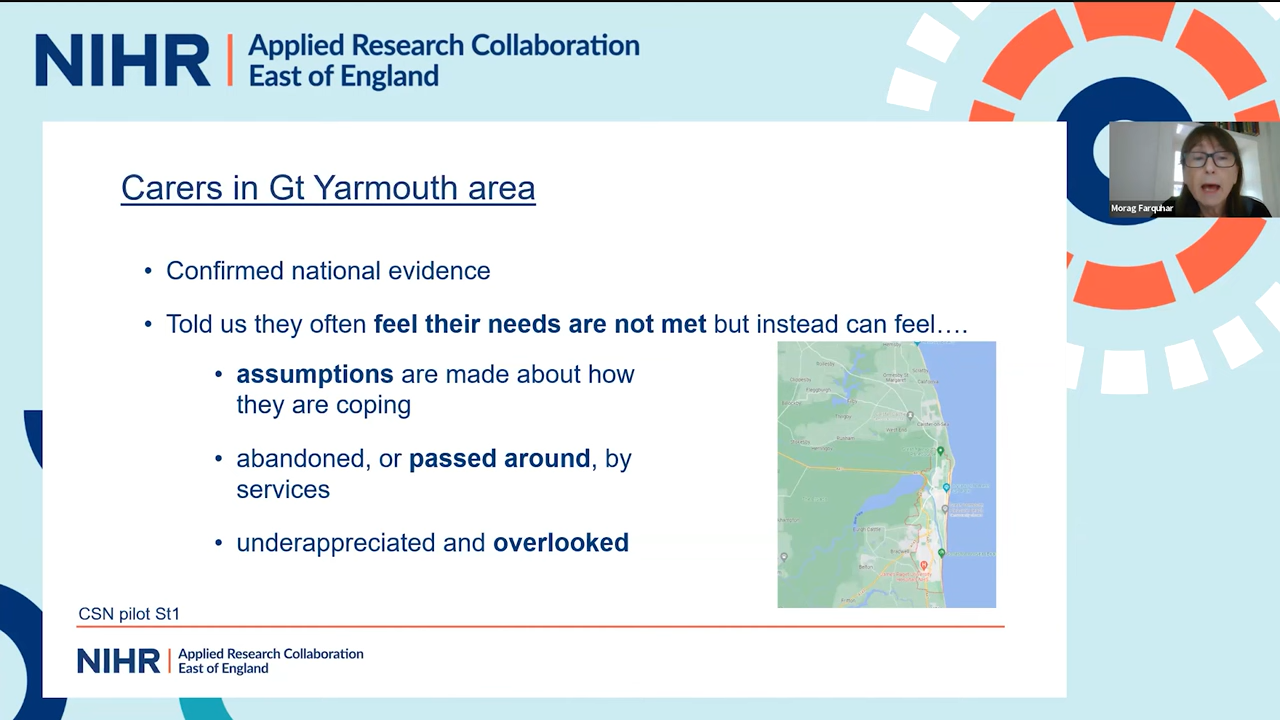 NIHR | Applied Research Collaboration
East of England
Morag Farquhar
Carers in Gt Yarmouth area
• Confirmed national evidence
• Told us they often feel their needs are not met but instead can feel….
• assumptions are made about how
they are coping
• abandoned, or passed around, by
services
• underappreciated and overlooked
CSN pilot St1
NIHR | Applied Research Collaboration
East of England